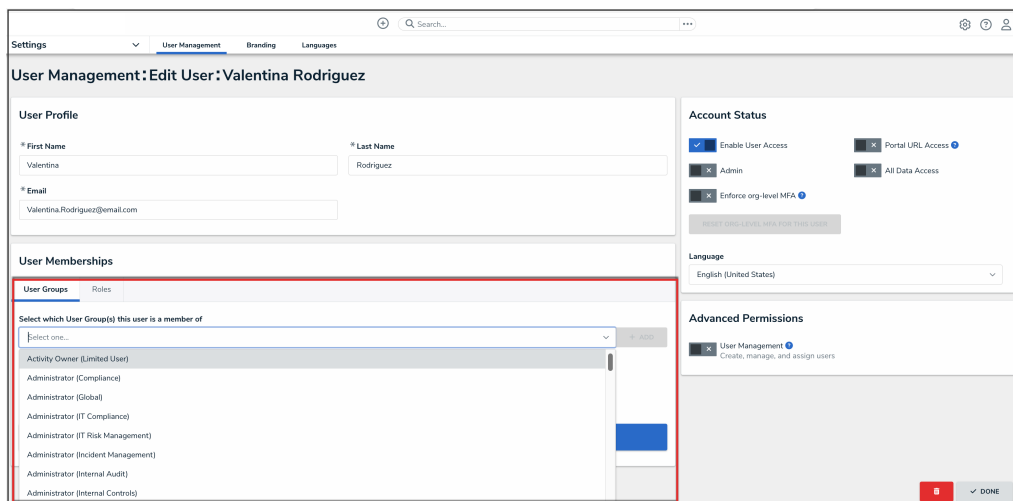 Search...
Settings
User Management
Branding
Languages
User Management: Edit User: Valentina Rodriguez
User Profile
* First Name
* Last Name
Valentina
Rodriguez
* Email
Valentina.Rodriguez@email.com
User Memberships
User Groups
Roles
Select which User Group(s) this user is a member of
Select one...
+ ADD
Activity Owner (Limited User)
Administrator (Compliance)
Administrator (Global)
Administrator (IT Compliance)
Administrator (IT Risk Management)
Administrator (Incident Management)
Administrator (Internal Audit)
Administrator (Internal Controls)
Account Status
Enable User Access
Portal URL Access
Admin
All Data Access
Enforce org-level MFA
RESET ORG-LEVEL MFA FOR THIS USER
Language
English (United States)
Advanced Permissions
User Management
Create, manage, and assign users
DONE